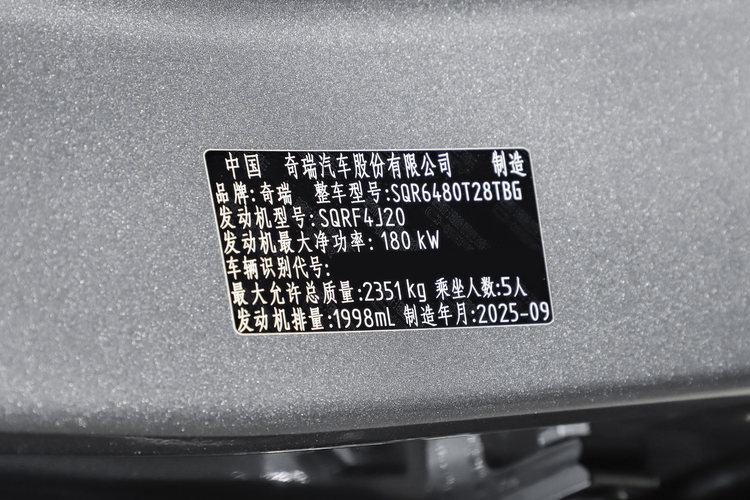 中国 奇瑞汽车股份有限公司 制造
品牌:奇瑞 整车型号:SQR6480T28TBG
发动机型号:SQRF4J20
发动机最大净功率:180 kW
车辆识别代号:
最大允许总质量:2351kg 乘坐人数:5人
发动机排量:1998mL 制造年月:2025-09